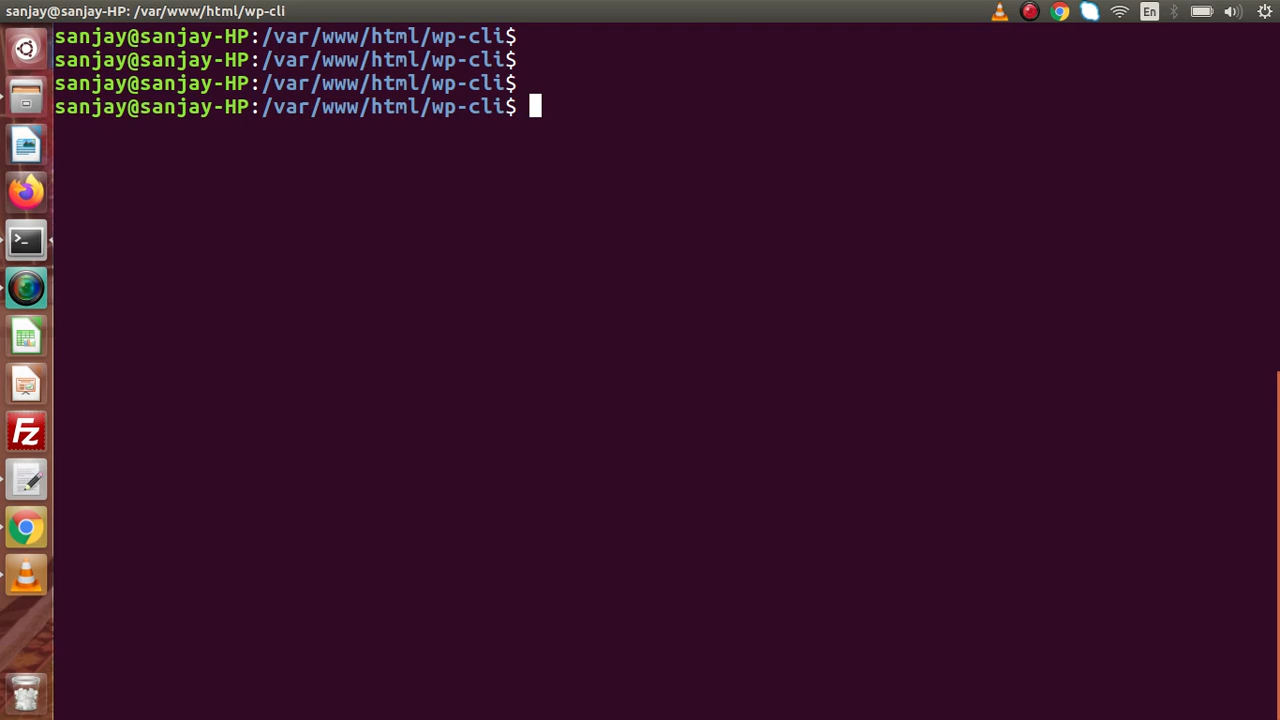 sanjay@sanjay-HP: /var/www/html/wp-cli
En
sanjay@sanjay-HP:/var/www/html/wp-cli$
sanjay@sanjay-HP:/var/www/html/wp-cli$
sanjay@sanjay-HP:/var/www/html/wp-cli$
sanjay@sanjay-HP:/var/www/html/wp-cli$
>_
Fz